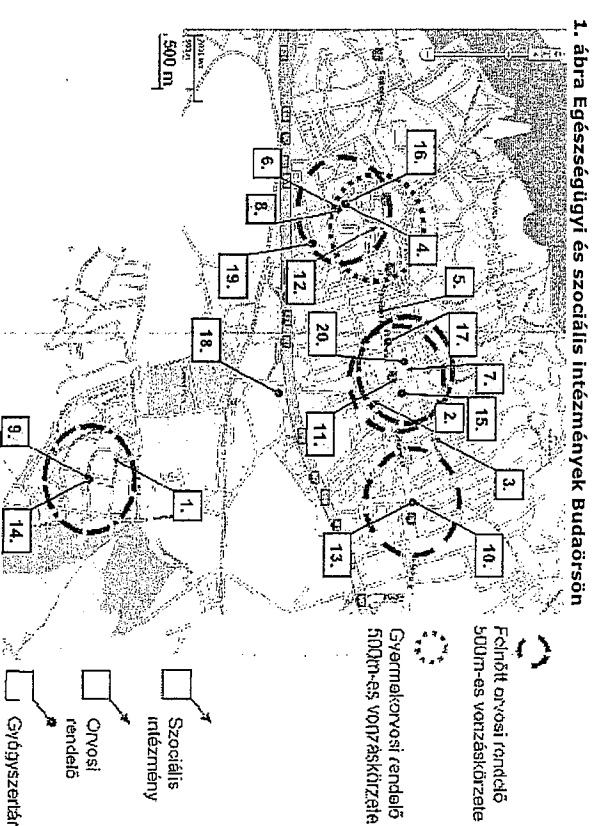 1. ábra Egészségügyi és szociális intézmények Budaörsön
16.
4.
5.
17.
7.
15.
2.
3.
10.
6.
8.
19.
12.
18.
20.
11.
13.
1.
9.
14.
500 m
Felnőtt orvosi rendelő
500m-es vonzáskörzete
Gyermekorvosi rendelő
500m-es vonzáskörzete
Szociális
intézmény
Orvosi
rendelő
Gyógyszertár